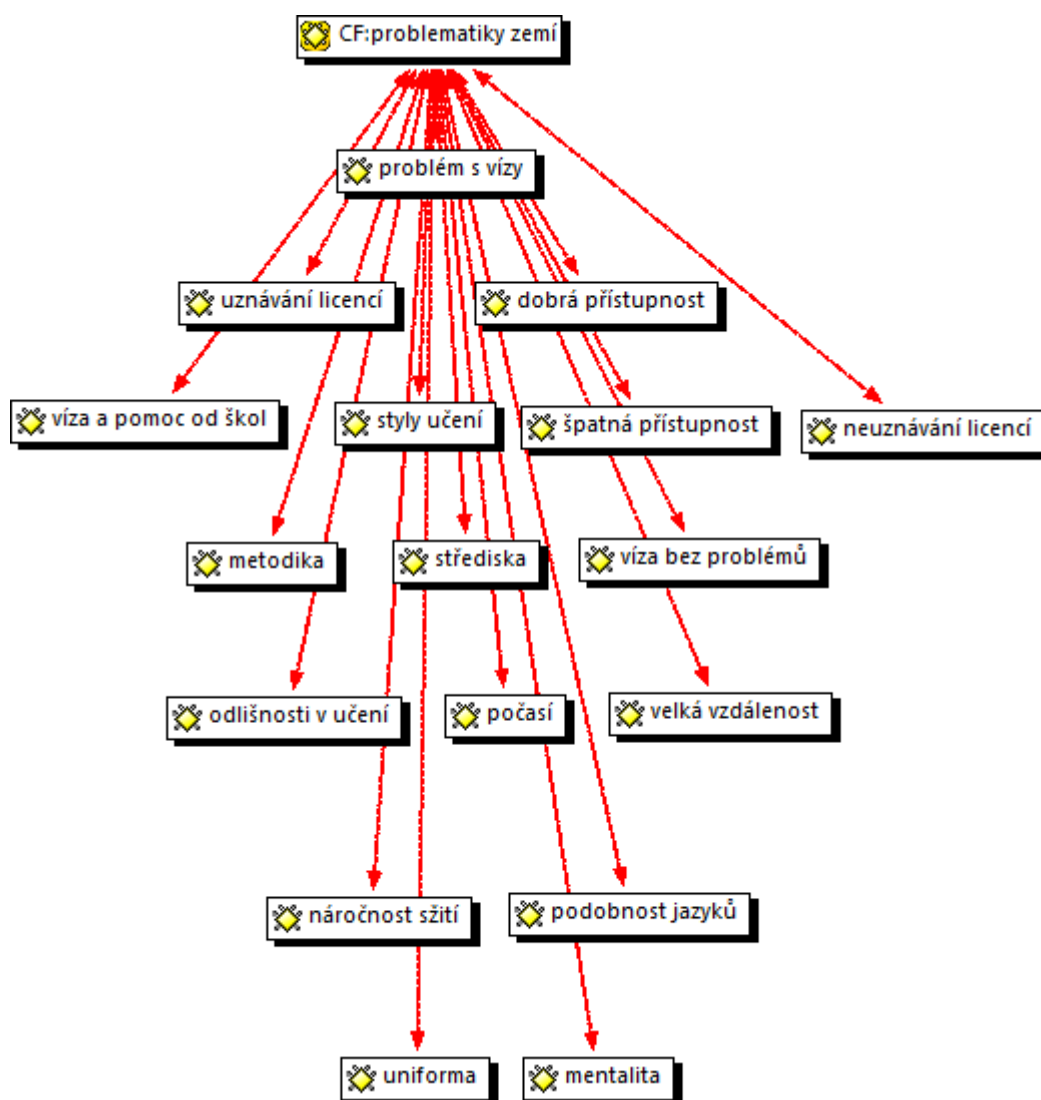 CF:problematiky zemí
problém s vízy
uznávání licencí
dobrá přístupnost
víza a pomoc od škol
styly učení
špatná přístupnost
neuznávání licencí
metodika
střediska
víza bez problémů
odlišnosti v učení
počasí
velká vzdálenost
náročnost sžití
podobnost jazyků
uniforma
mentalita